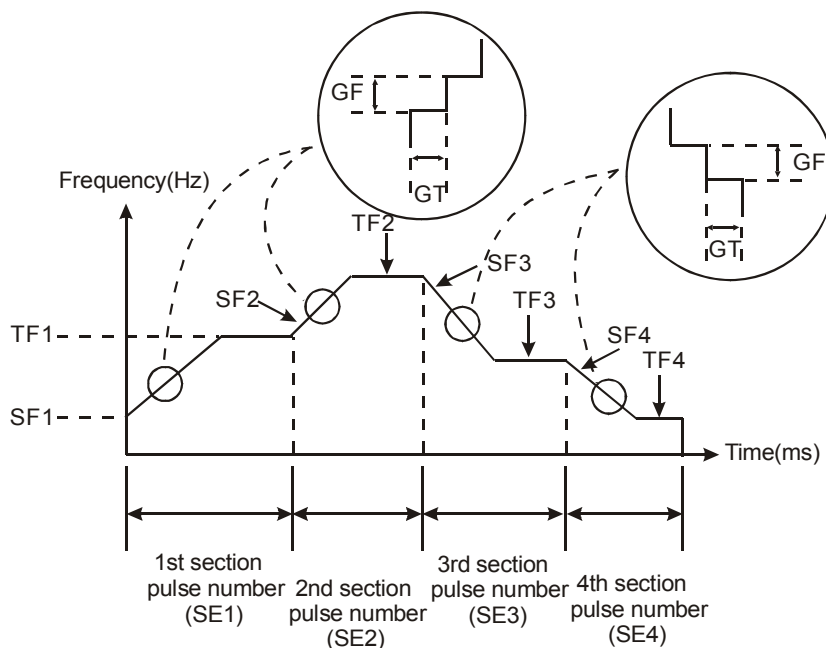 GF
GT
GF
GT
Frequency(Hz)
TF2
SF3
SF2
TF3
TF1
SF4
TF4
SF1
Time(ms)
1st section
pulse number
(SE1)
2nd section
pulse number
(SE2)
3rd section
pulse number
(SE3)
4th section
pulse number
(SE4)